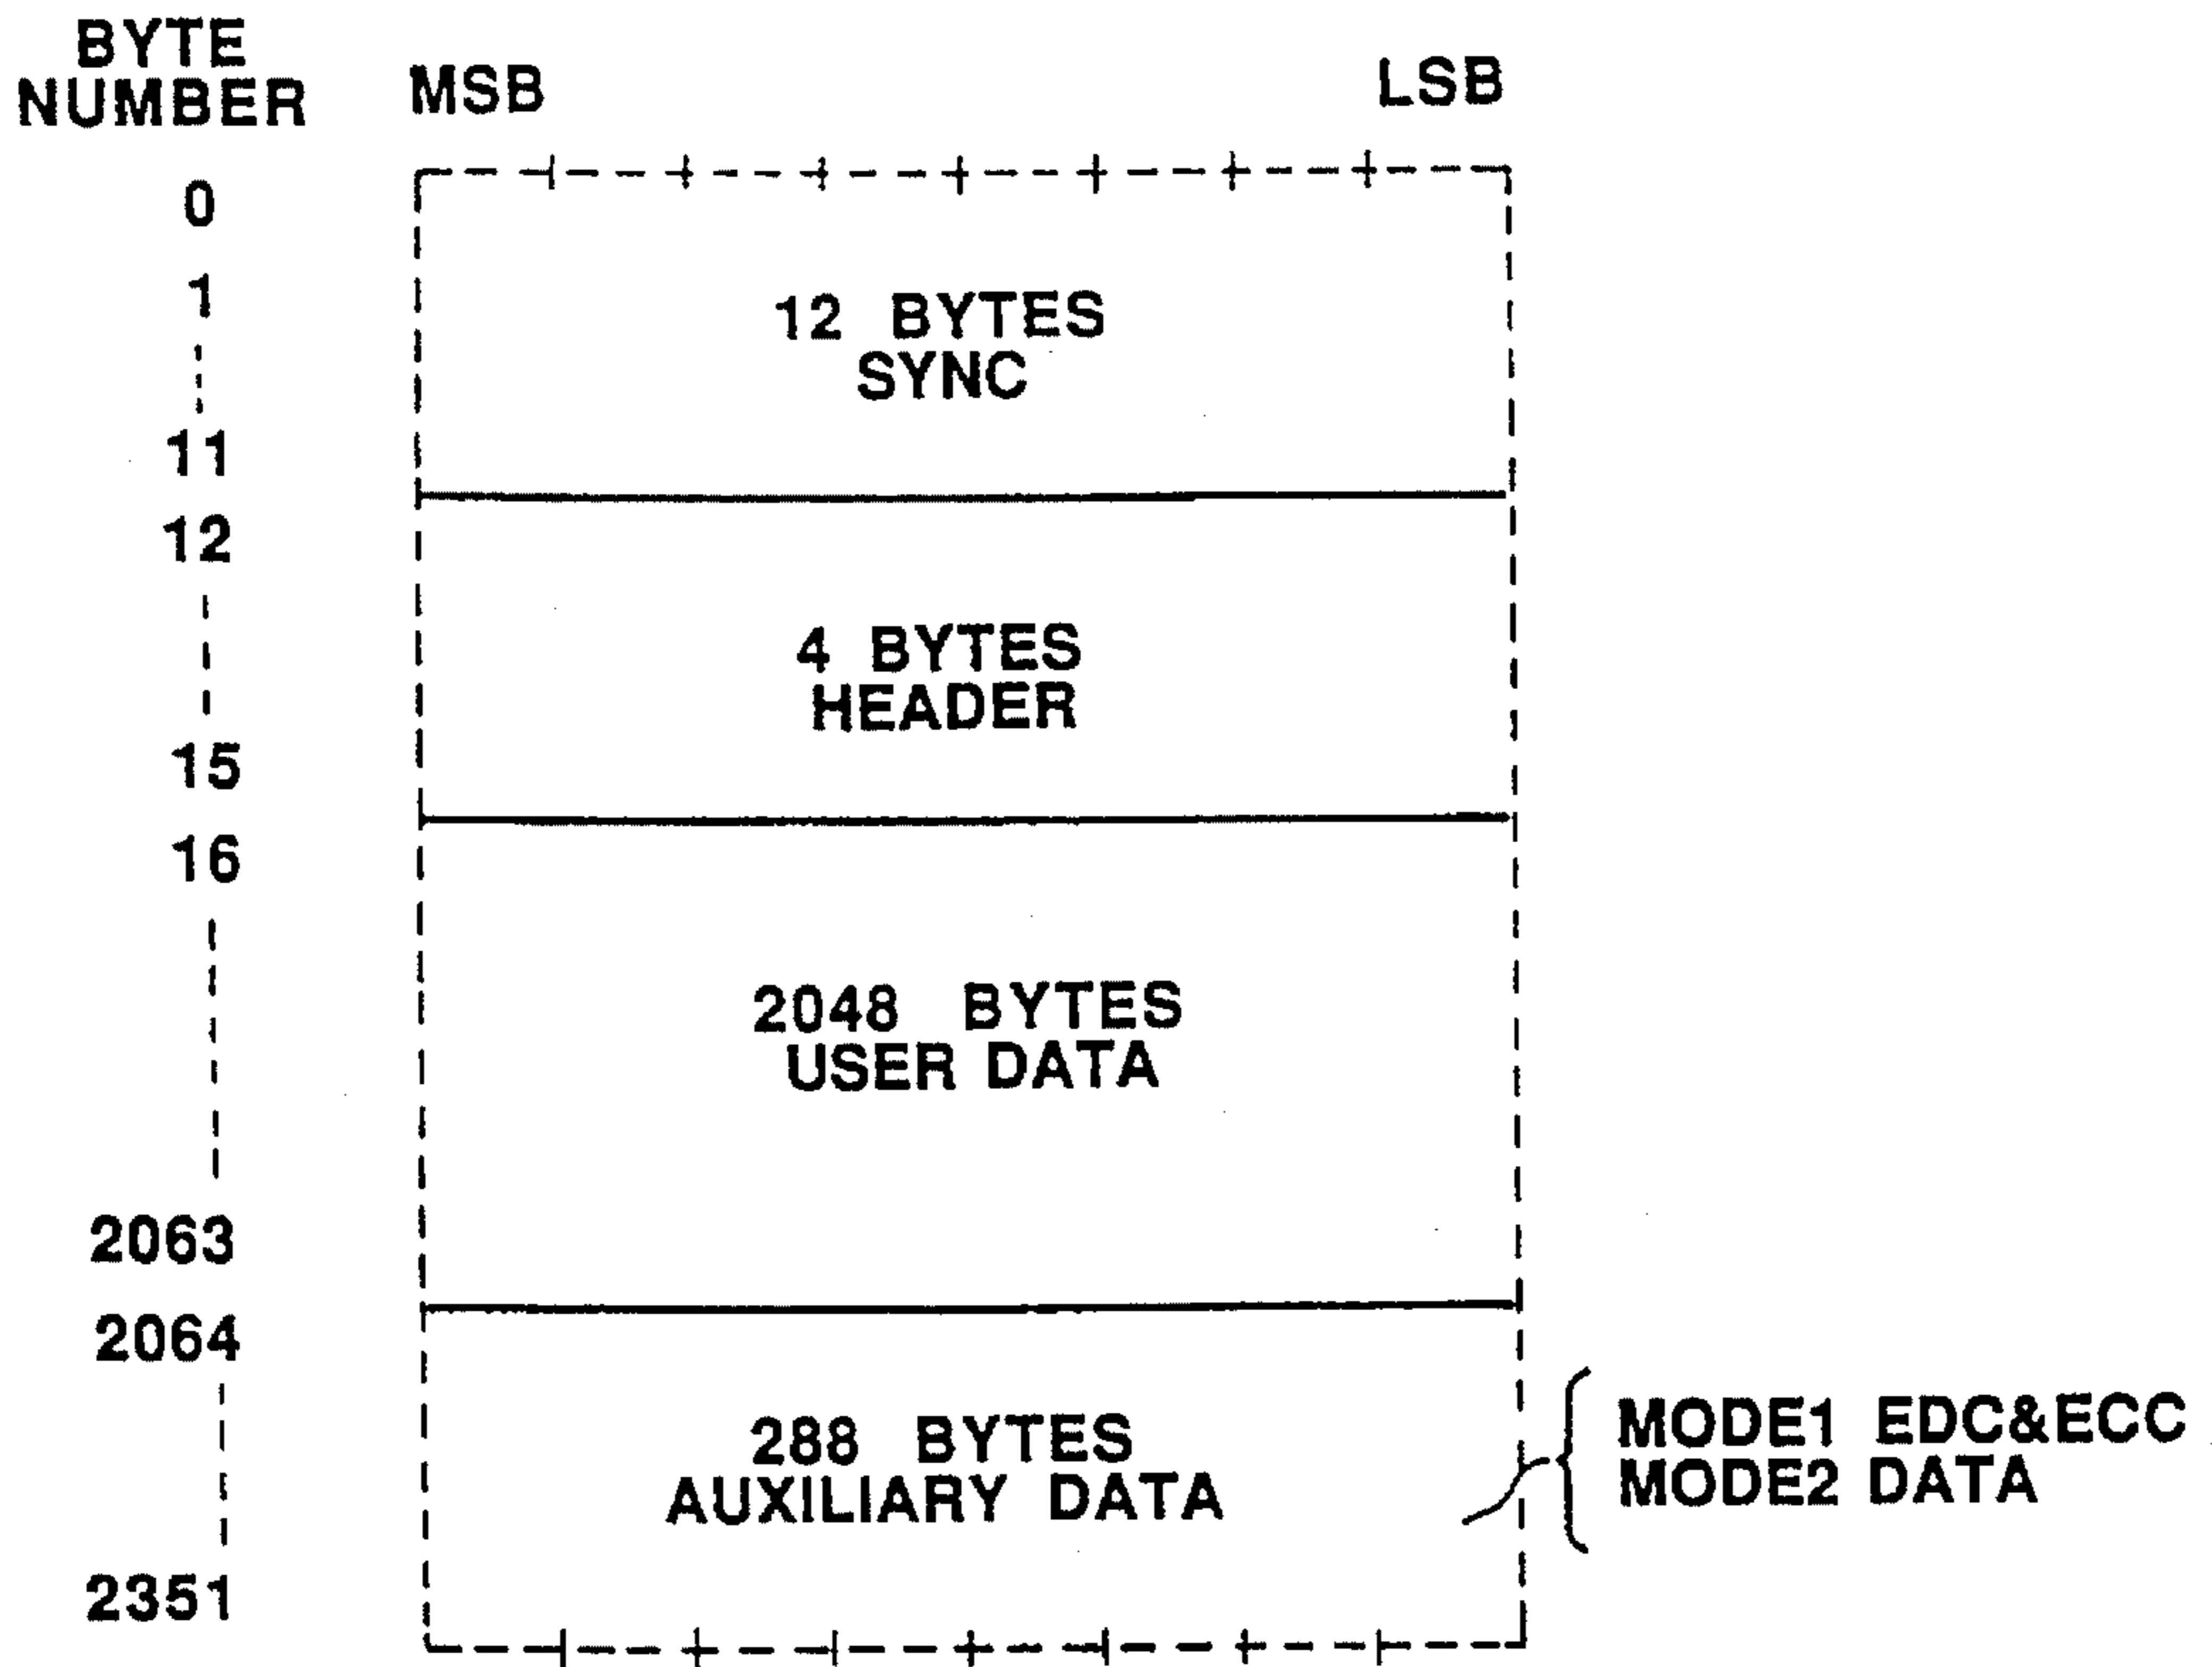 BYTE
NUMBER
MSB
LSB
0
1
11
12
15
16
2063
2064
2351
12 BYTES
SYNC
4 BYTES
HEADER
2048 BYTES
USER DATA
288 BYTES
AUXILIARY DATA
MODE1 EDC&ECC
MODE2 DATA